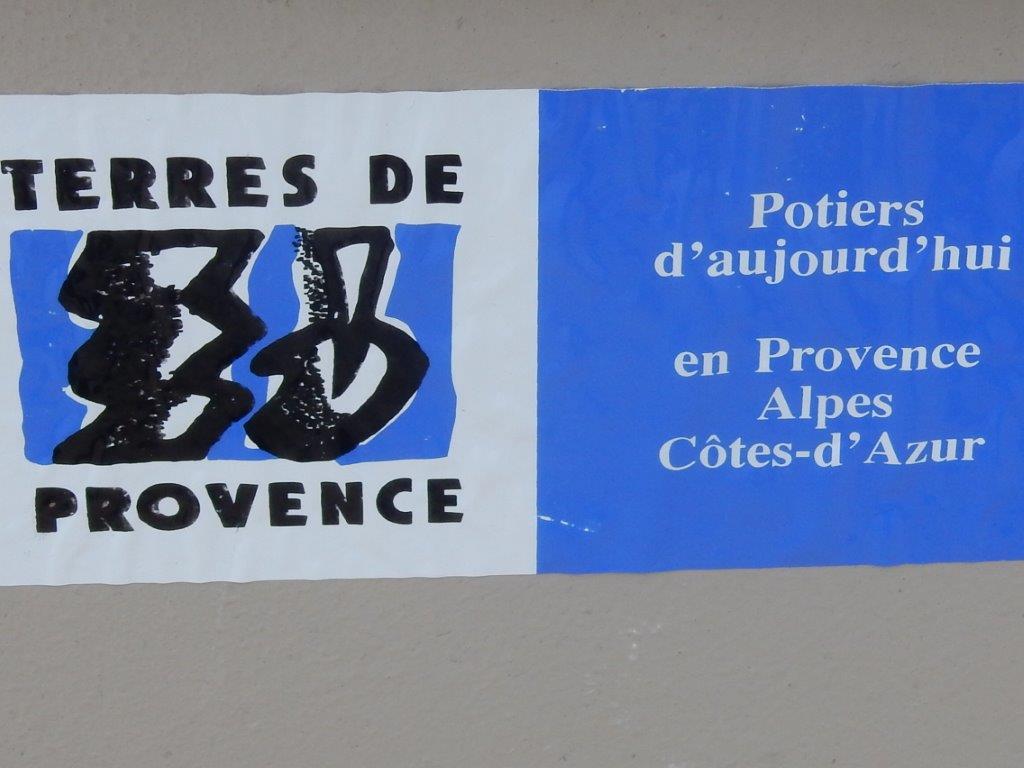 TERRES DE
PROVENCE
Potiers
d'aujourd'hui
en Provence
Alpes
Côtes-d'Azur